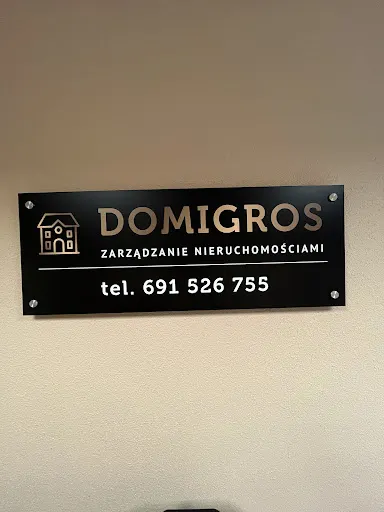 DOMIGROS
ZARZĄDZANIE NIERUCHOMOŚCIAMI
tel. 691 526 755